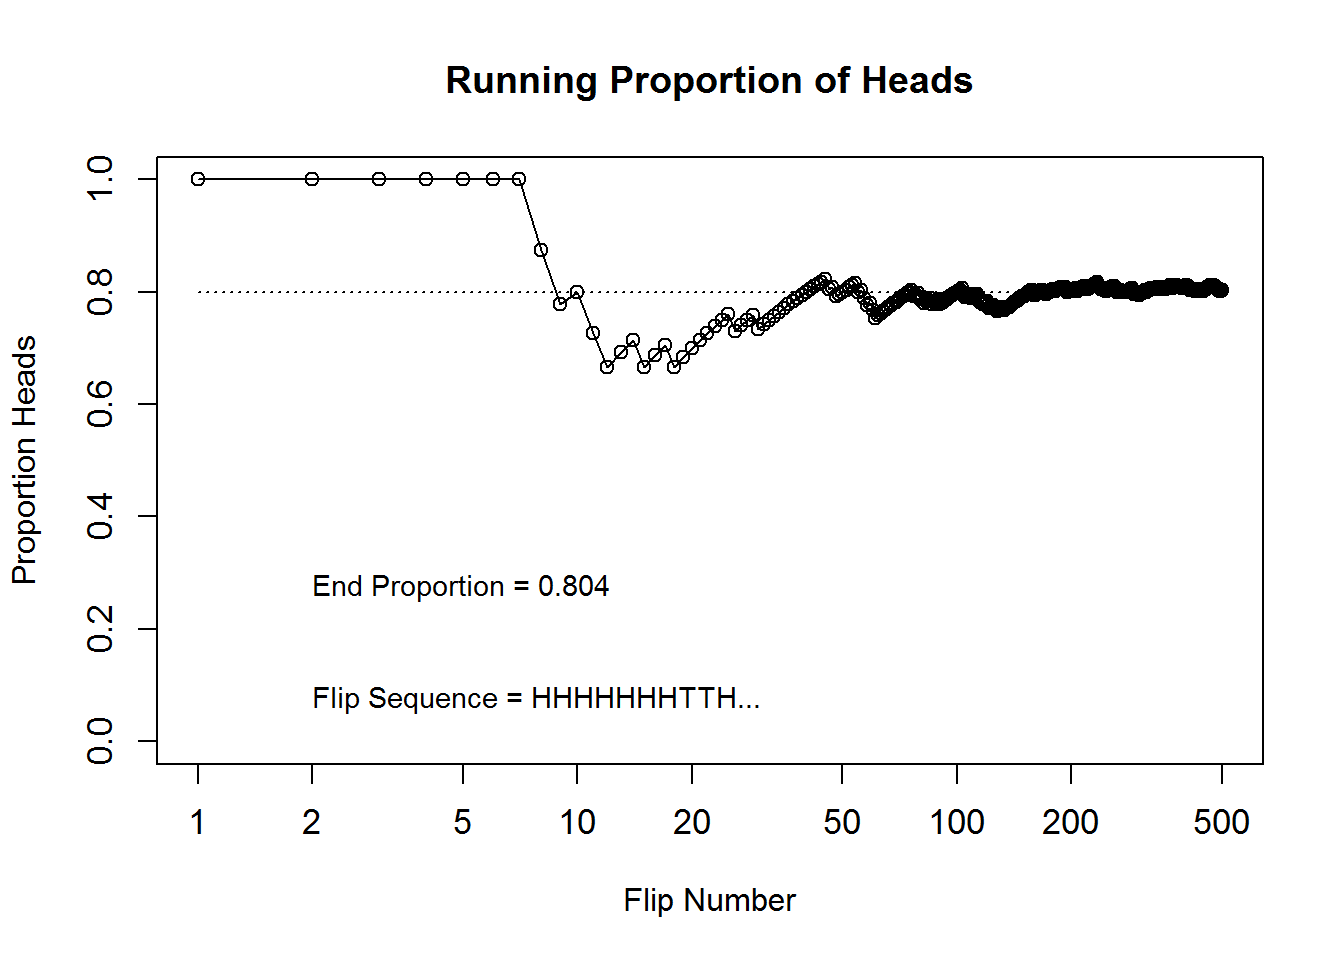 Running Proportion of Heads
Proportion Heads
1.0
0.8
0.6
0.4
0.2
0.0
End Proportion = 0.804
Flip Sequence = HHHHHHHTTH...
1 2 5 10 20 50 100 200 500
Flip Number